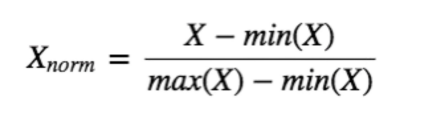 X_norm = (X − min(X)) / (max(X) − min(X))